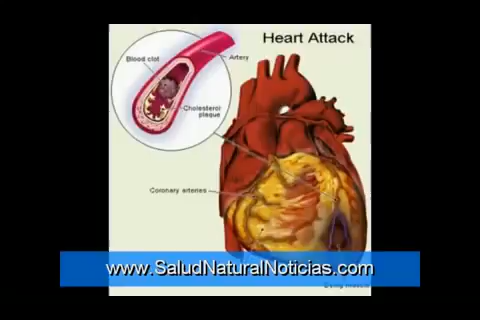 Heart Attack
Blood clot
Artery
Cholesterol
plaque
Coronary arteries
www.SaludNaturalNoticias.com